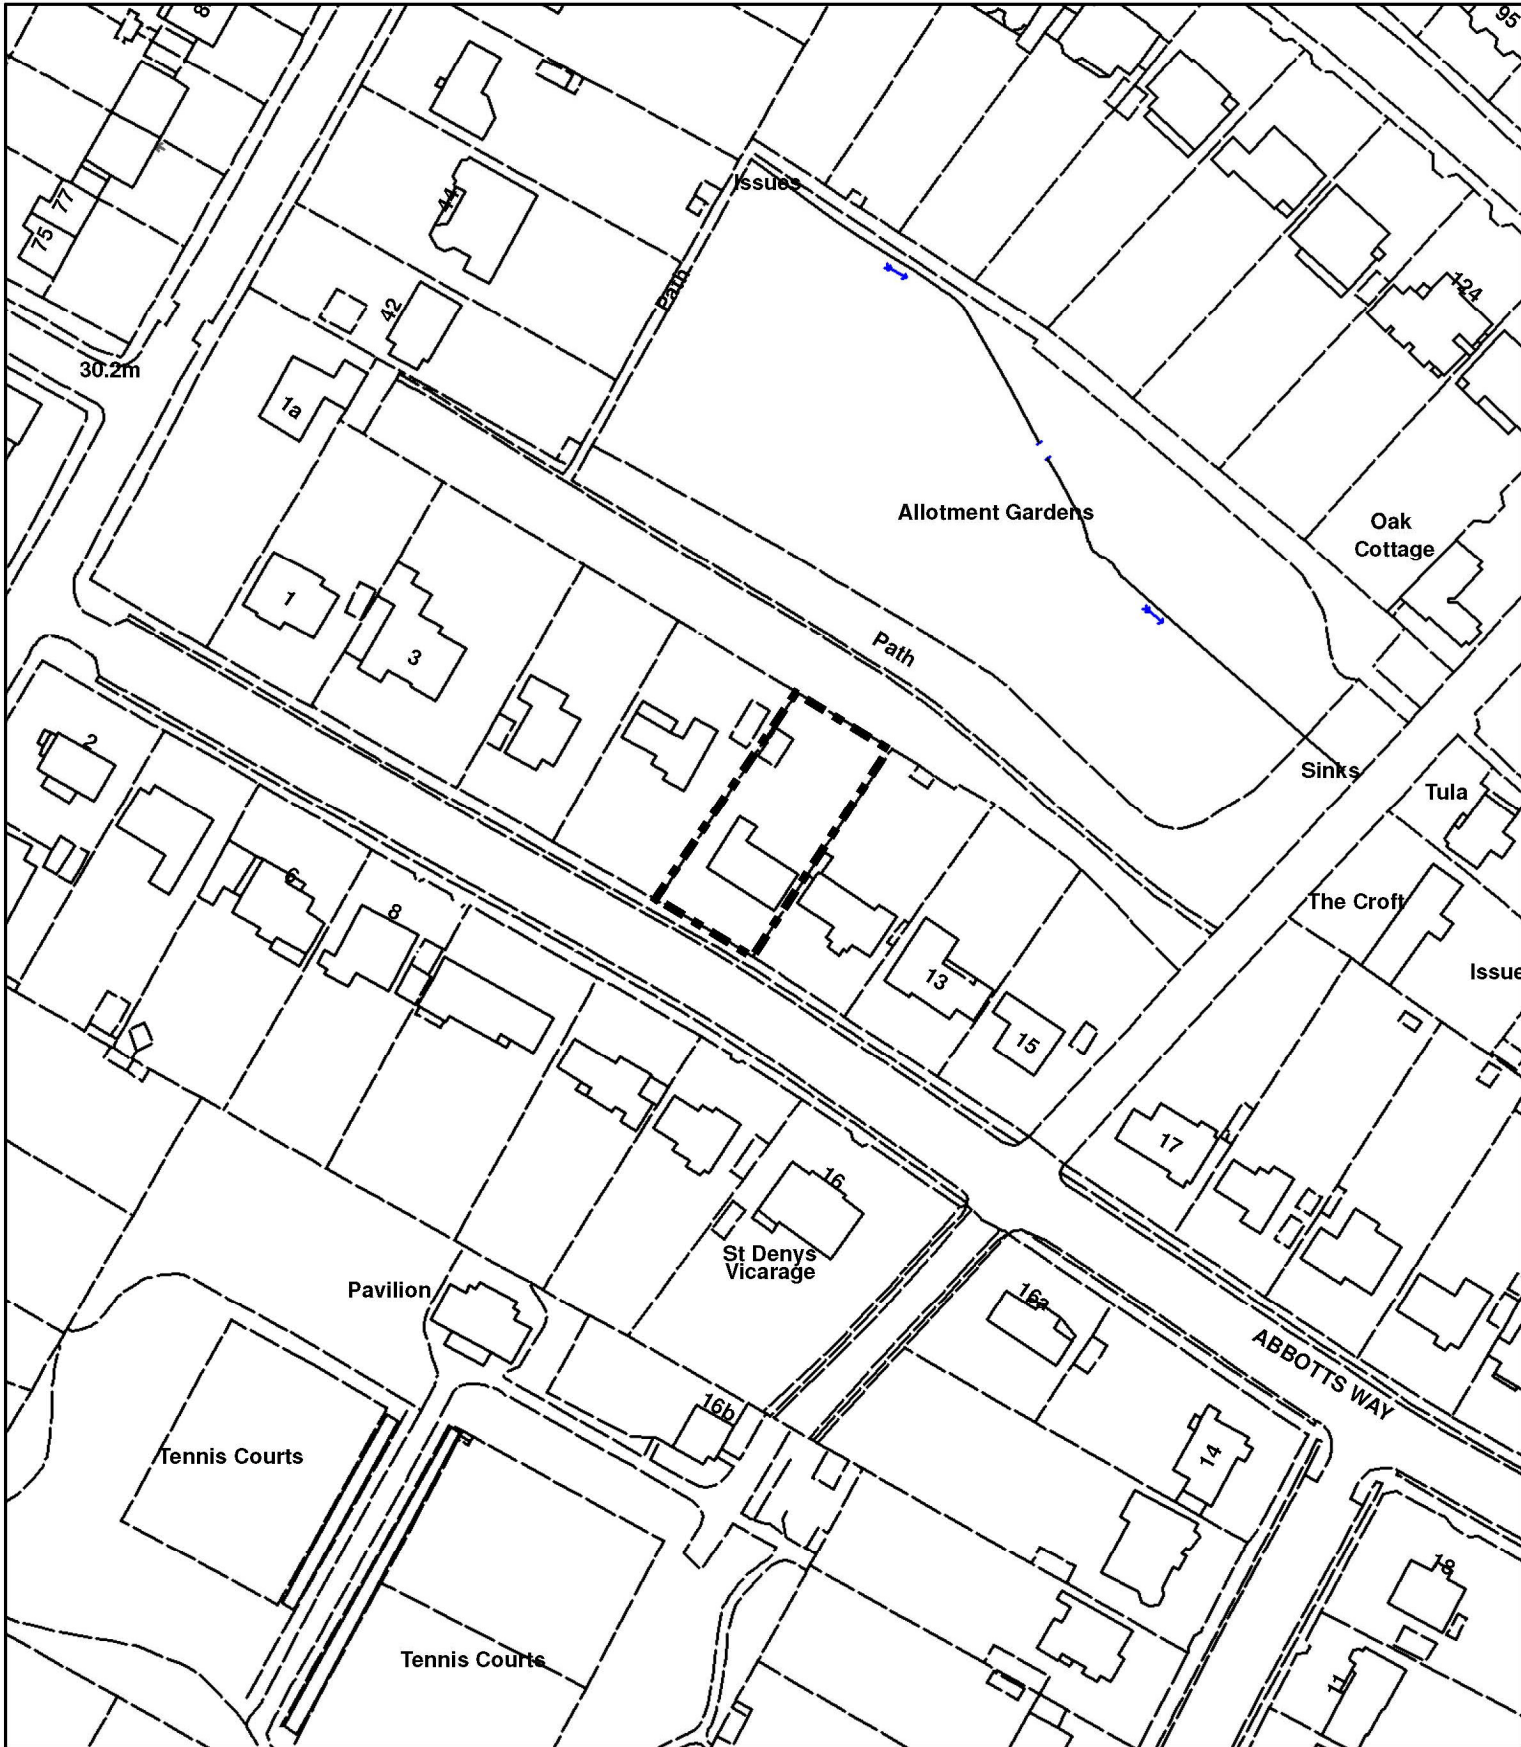 8
95
77
75
44
Issues
Path
42
124
30.2m
1a
Allotment Gardens
Oak
Cottage
1
3
Path
2
Sinks
Tula
6
8
The Croft
Issue
13
15
17
16
St Denys
Vicarage
Pavilion
16a
ABBOTTS WAY
16b
Tennis Courts
14
18
Tennis Courts
11